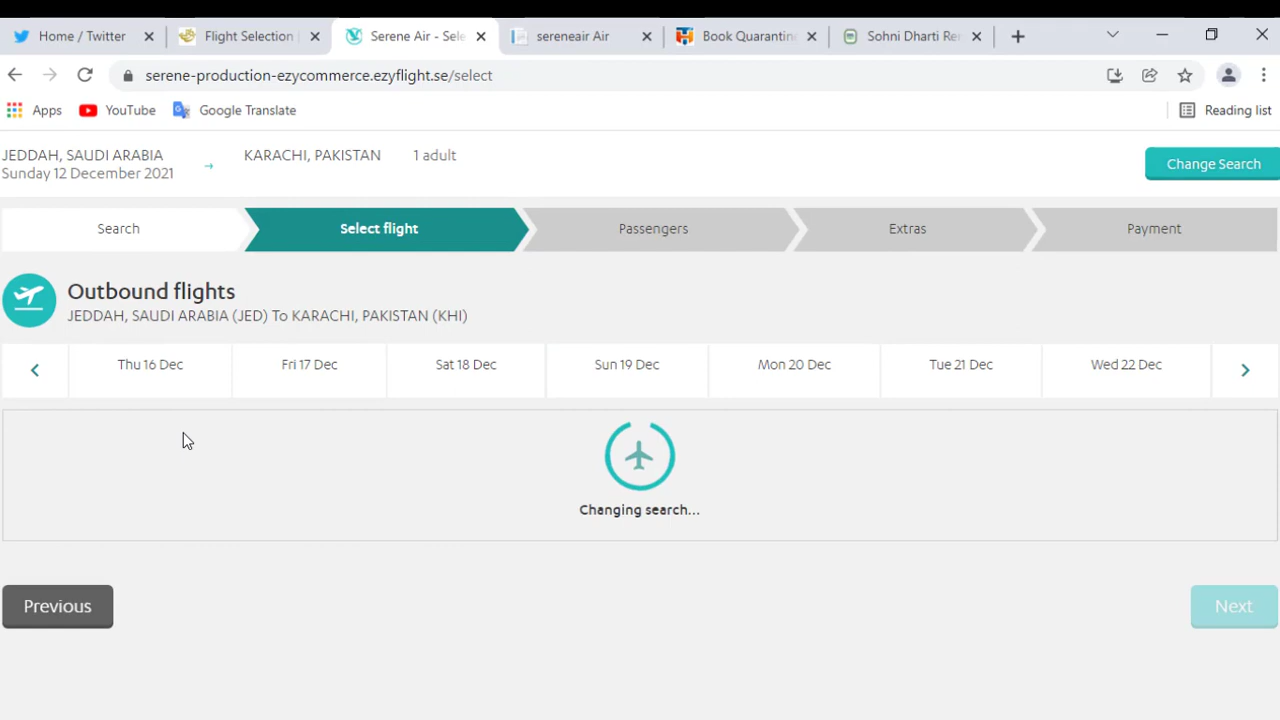 Home / Twitter
Flight Selection
Serene Air - Sele
sereneair Air
Book Quarantin
Sohni Dharti Re
serene-production-ezycommerce.ezyflight.se/select
Apps
YouTube
Google Translate
Reading list
JEDDAH, SAUDI ARABIA
Sunday 12 December 2021
→
KARACHI, PAKISTAN
1 adult
Change Search
Search
Select flight
Passengers
Extras
Payment
Outbound flights
JEDDAH, SAUDI ARABIA (JED) To KARACHI, PAKISTAN (KHI)
Thu 16 Dec
Fri 17 Dec
Sat 18 Dec
Sun 19 Dec
Mon 20 Dec
Tue 21 Dec
Wed 22 Dec
Changing search...
Previous
Next